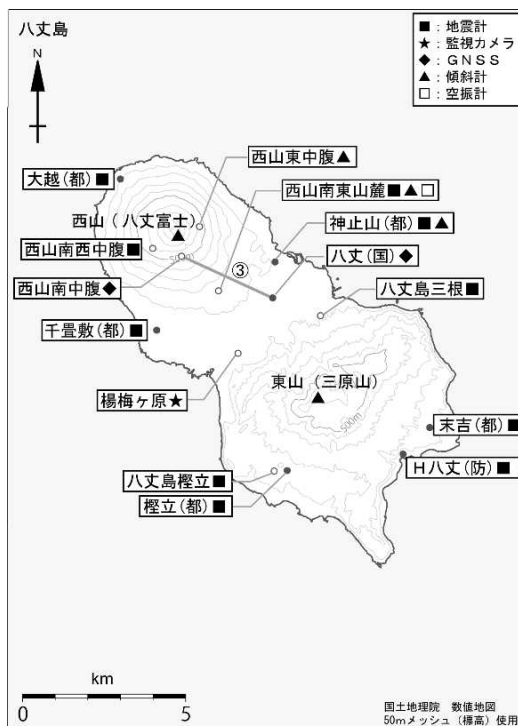 八丈島
N
■：地震計
★：監視カメラ
◆：ＧＮＳＳ
▲：傾斜計
□：空振計
西山東中腹▲
大越(都)■
西山南東山麓■▲□
西山（八丈富士）
神止山(都)■▲
西山南西中腹■
八丈(国)◆
③
西山南中腹◆
八丈島三根■
千畳敷(都)■
東山（三原山）
楊梅ヶ原★
500m
末吉(都)■
Ｈ八丈(防)■
八丈島樫立■
樫立(都)■
km
0 5
国土地理院　数値地図
50mメッシュ（標高）使用